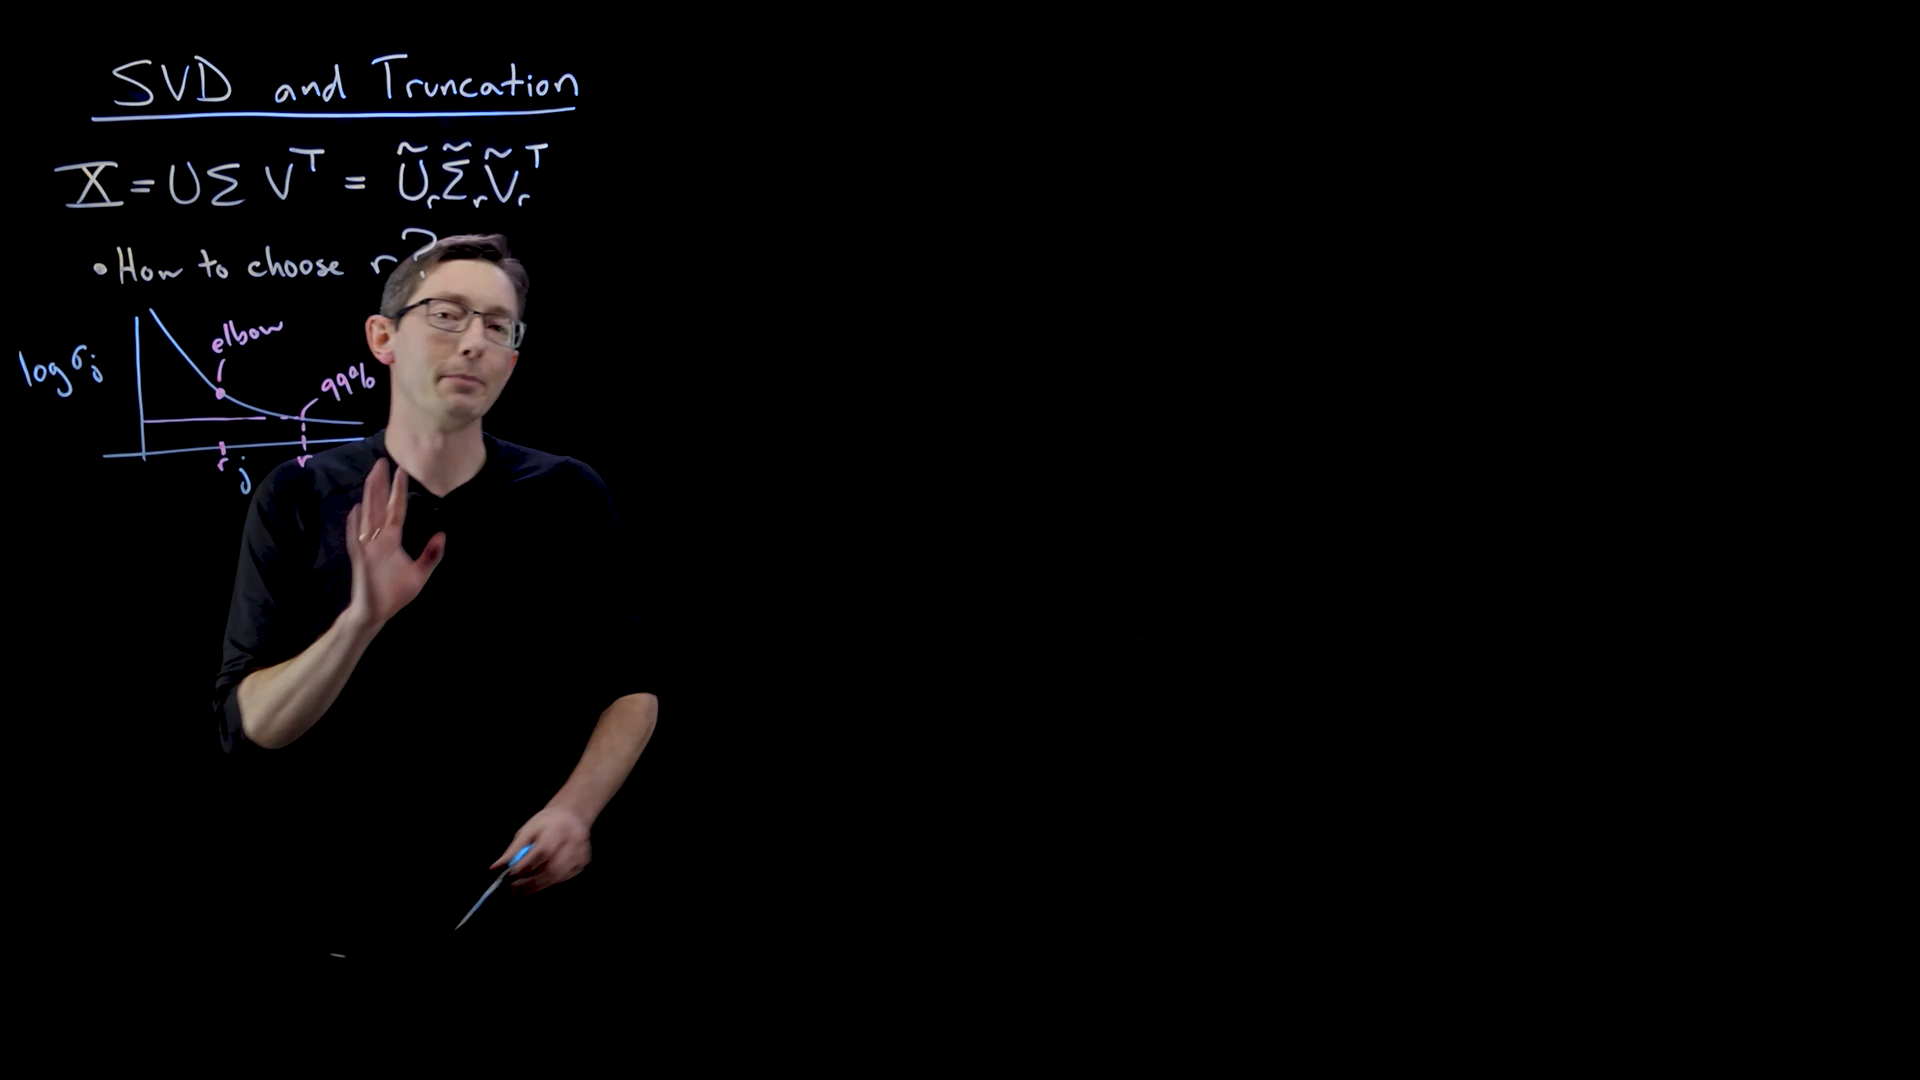 SVD and Truncation
X = UΣV^T = Ũ_r Σ̃_r Ṽ_r^T
• How to choose r?
elbow
log σ_j
99%
r
r
j